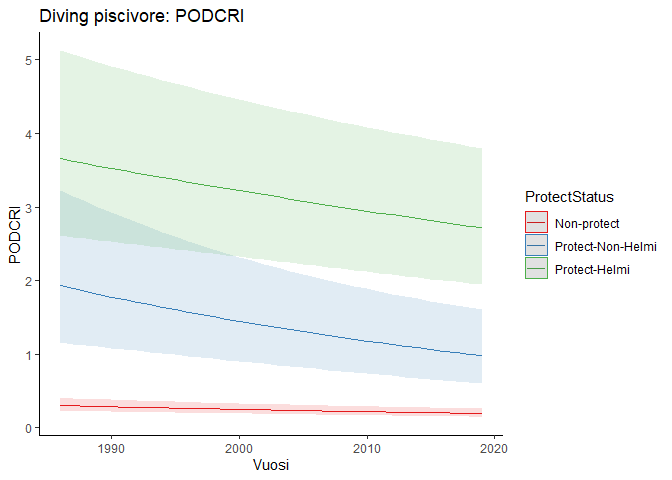 Diving piscivore: PODCRI
5
4
3
2
1
0
PODCRI
1990
2000
2010
2020
Vuosi
ProtectStatus
Non-protect
Protect-Non-Helmi
Protect-Helmi